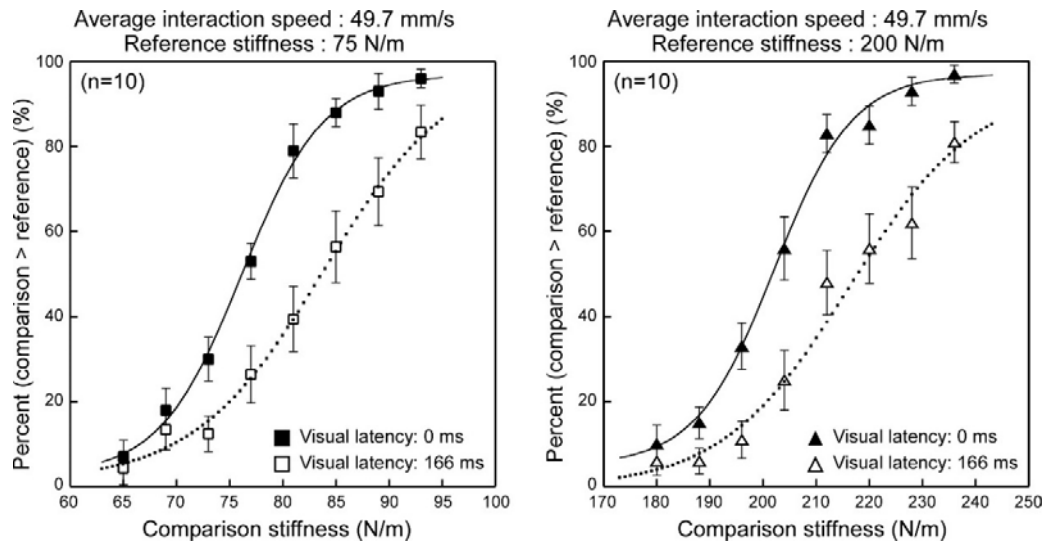 Average interaction speed : 49.7 mm/s
Reference stiffness : 75 N/m
Percent (comparison > reference) (%)
100
80
60
40
20
0
(n=10)
Visual latency: 0 ms
Visual latency: 166 ms
60 65 70 75 80 85 90 95 100
Comparison stiffness (N/m)
Average interaction speed : 49.7 mm/s
Reference stiffness : 200 N/m
Percent (comparison > reference) (%)
100
80
60
40
20
0
(n=10)
Visual latency: 0 ms
Visual latency: 166 ms
170 180 190 200 210 220 230 240 250
Comparison stiffness (N/m)